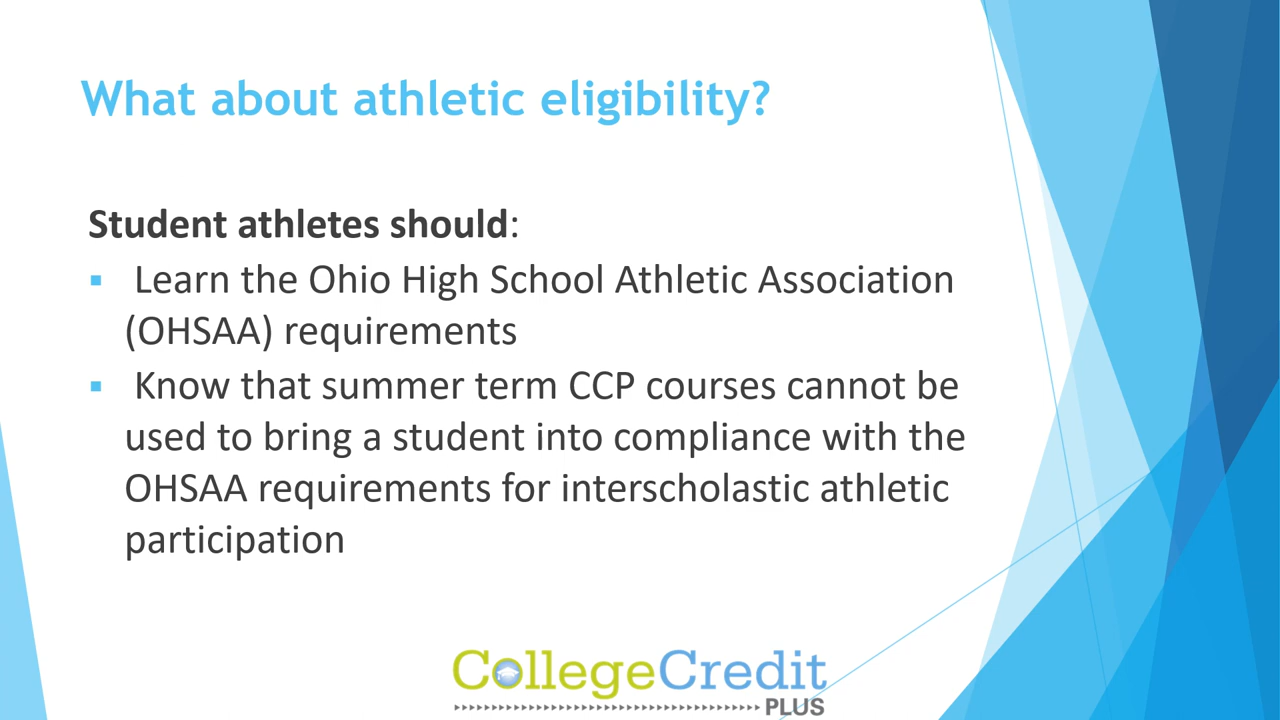 What about athletic eligibility?
Student athletes should:
▪ Learn the Ohio High School Athletic Association
(OHSAA) requirements
▪ Know that summer term CCP courses cannot be
used to bring a student into compliance with the
OHSAA requirements for interscholastic athletic
participation
CollegeCredit
PLUS